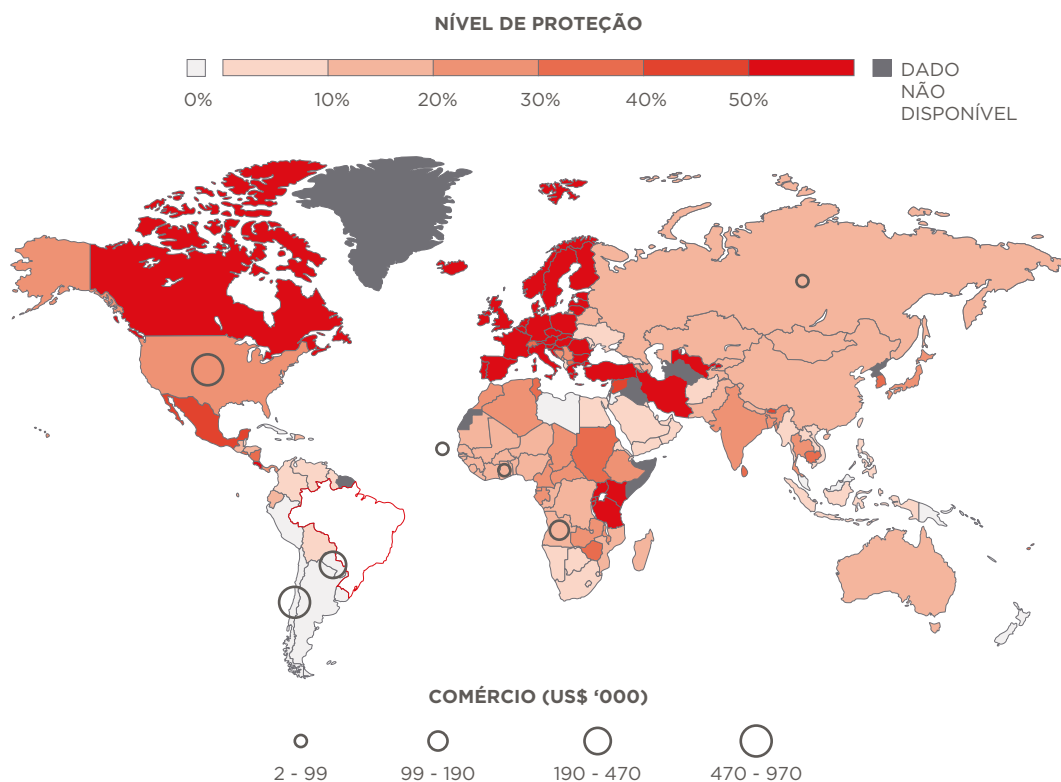 NÍVEL DE PROTEÇÃO
0% 10% 20% 30% 40% 50%
DADO
NÃO
DISPONÍVEL
COMÉRCIO (US$ ‘000)
2 - 99 99 - 190 190 - 470 470 - 970